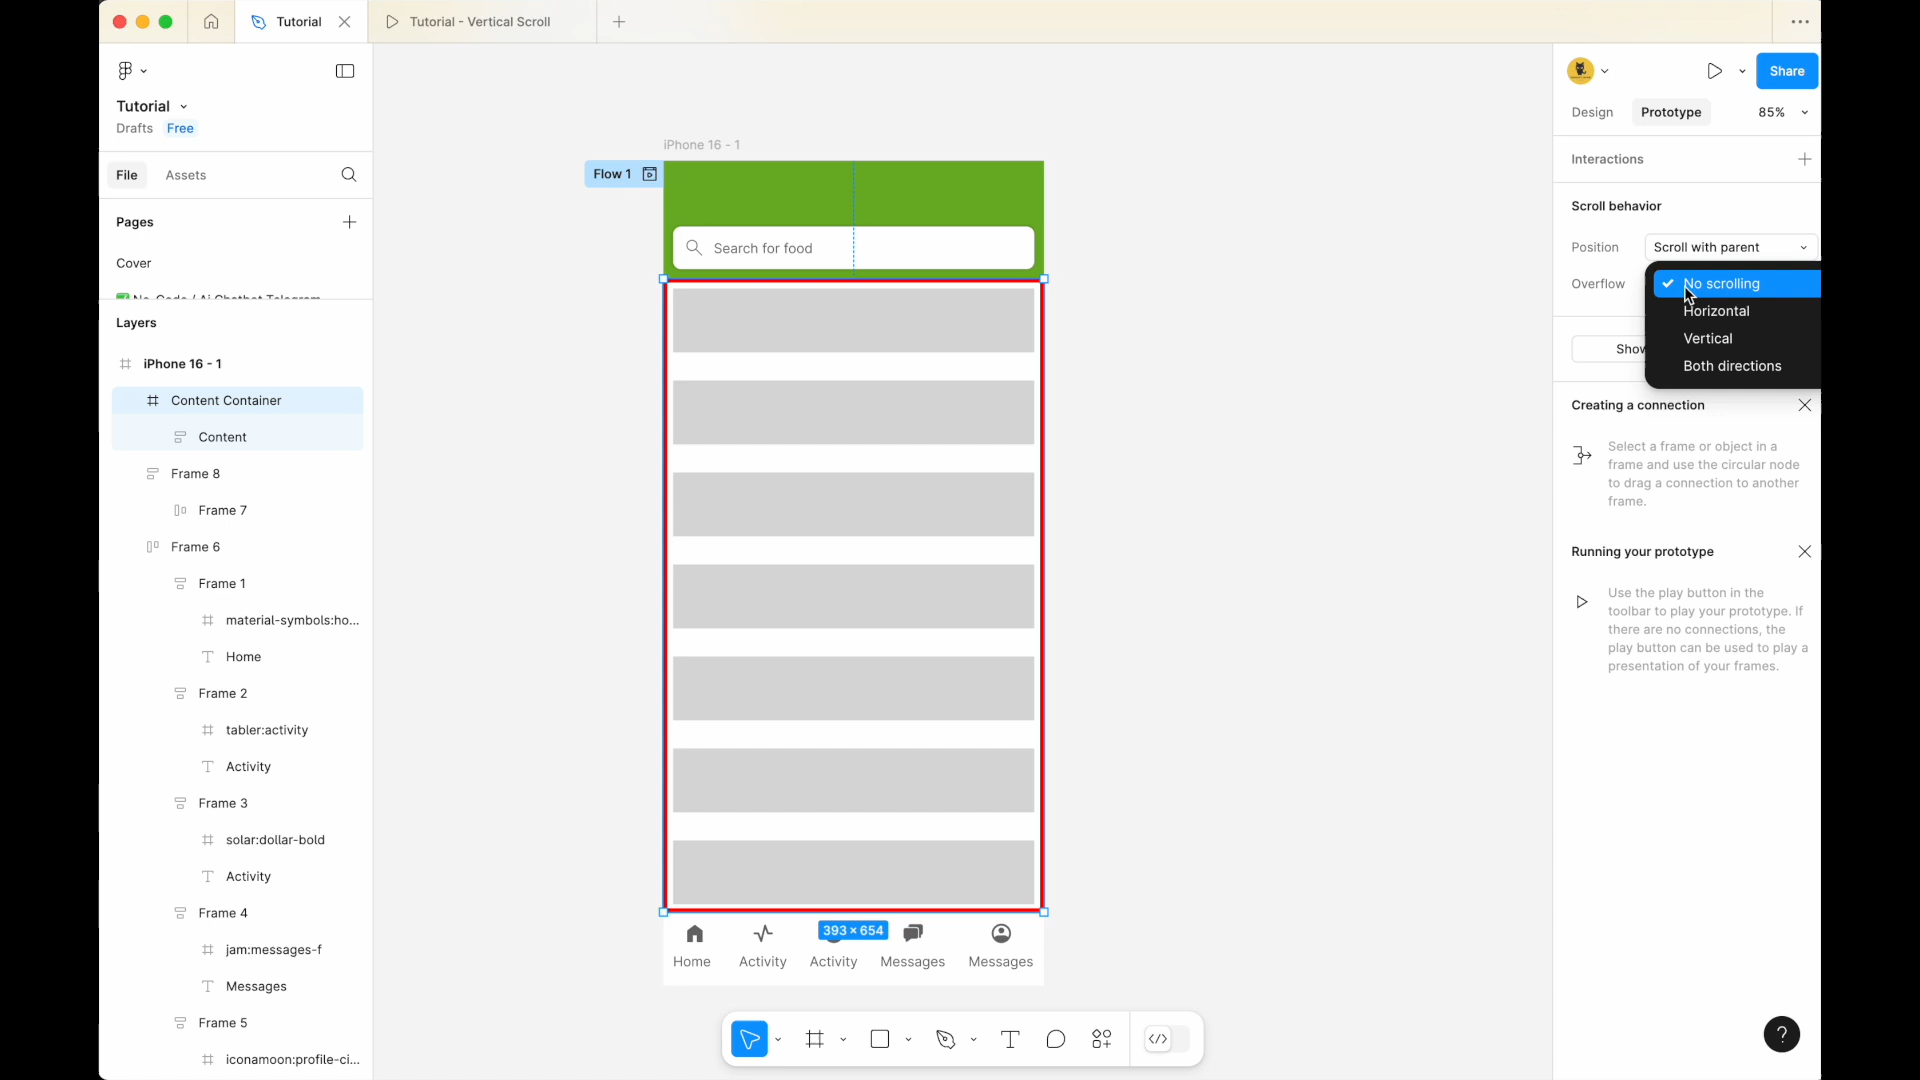 Tutorial
Tutorial - Vertical Scroll
Tutorial
Drafts Free
File Assets
Pages
Cover
Layers
iPhone 16 - 1
Content Container
Content
Frame 8
Frame 7
Frame 6
Frame 1
material-symbols:ho...
Home
Frame 2
tabler:activity
Activity
Frame 3
solar:dollar-bold
Activity
Frame 4
jam:messages-f
Messages
Frame 5
iconamoon:profile-ci...
iPhone 16 - 1
Flow 1
Search for food
393 × 654
Home Activity Activity Messages Messages
Share
Design Prototype 85%
Interactions
Scroll behavior
Position Scroll with parent
Overflow No scrolling
Horizontal
Vertical
Both directions
Creating a connection
Select a frame or object in a
frame and use the circular node
to drag a connection to another
frame.
Running your prototype
Use the play button in the
toolbar to play your prototype. If
there are no connections, the
play button can be used to play a
presentation of your frames.
?